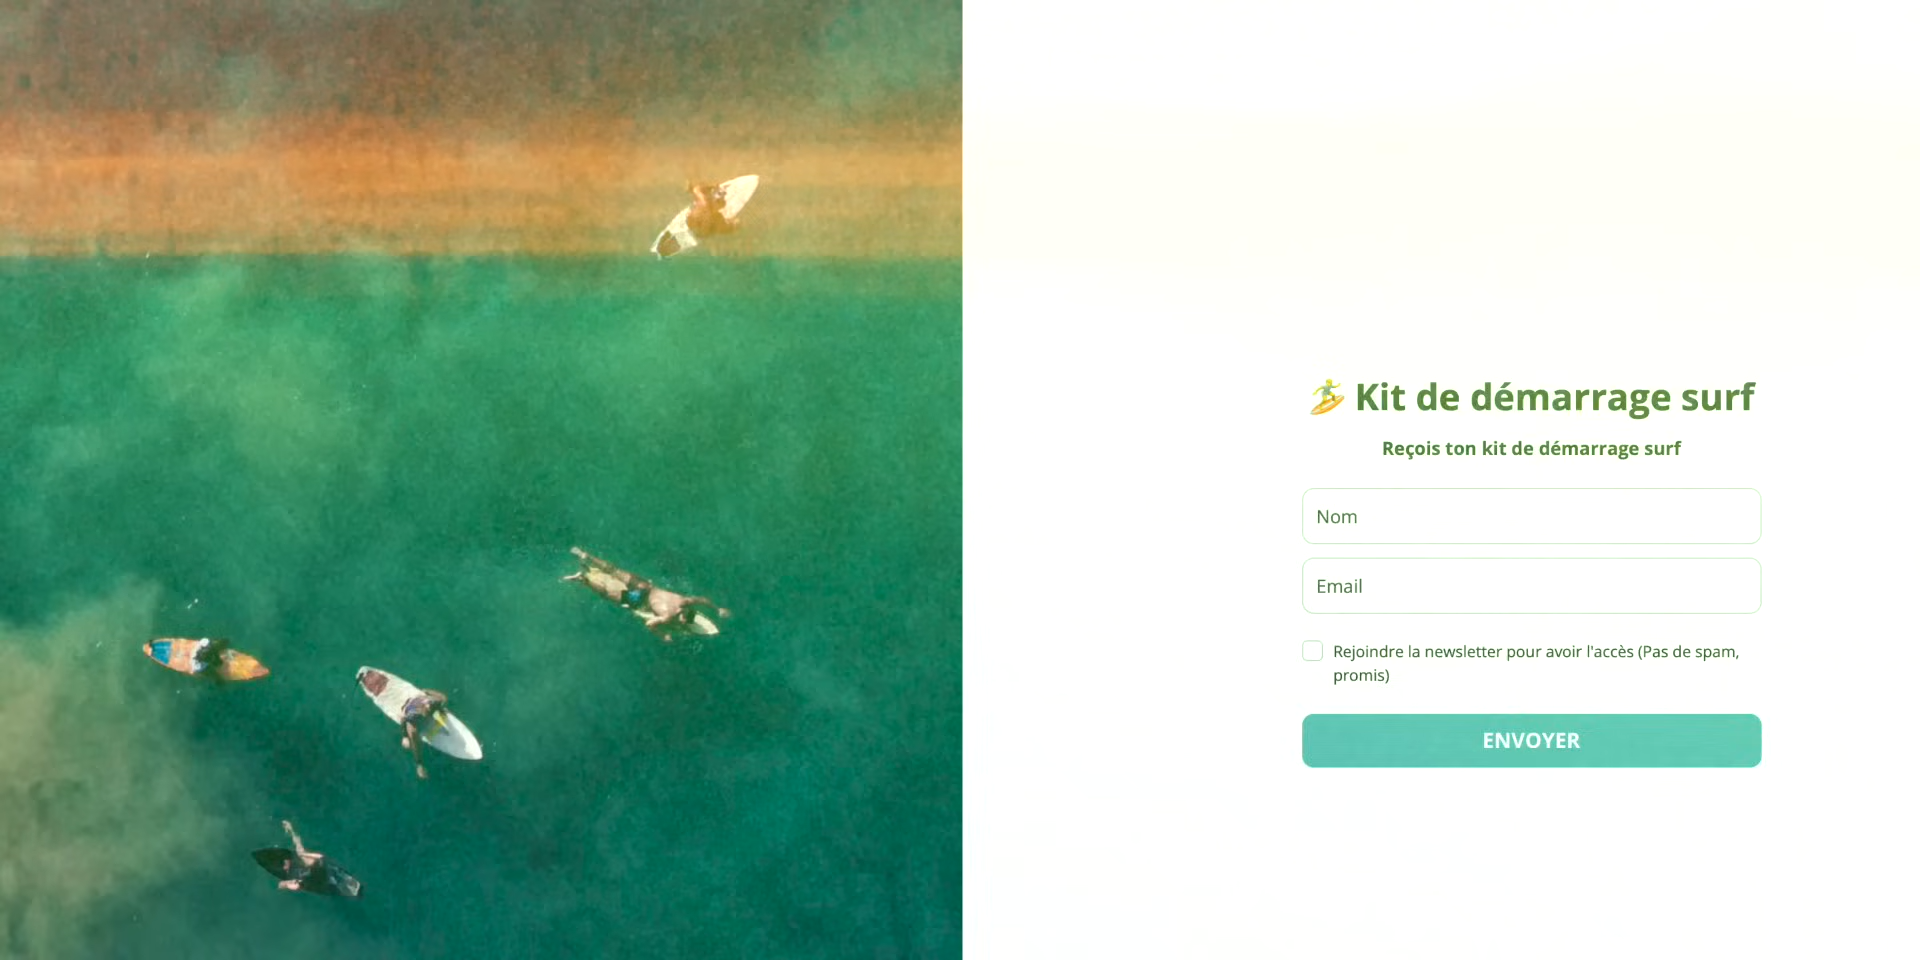 🏄 Kit de démarrage surf
Reçois ton kit de démarrage surf
Nom
Email
Rejoindre la newsletter pour avoir l'accès (Pas de spam,
promis)
ENVOYER